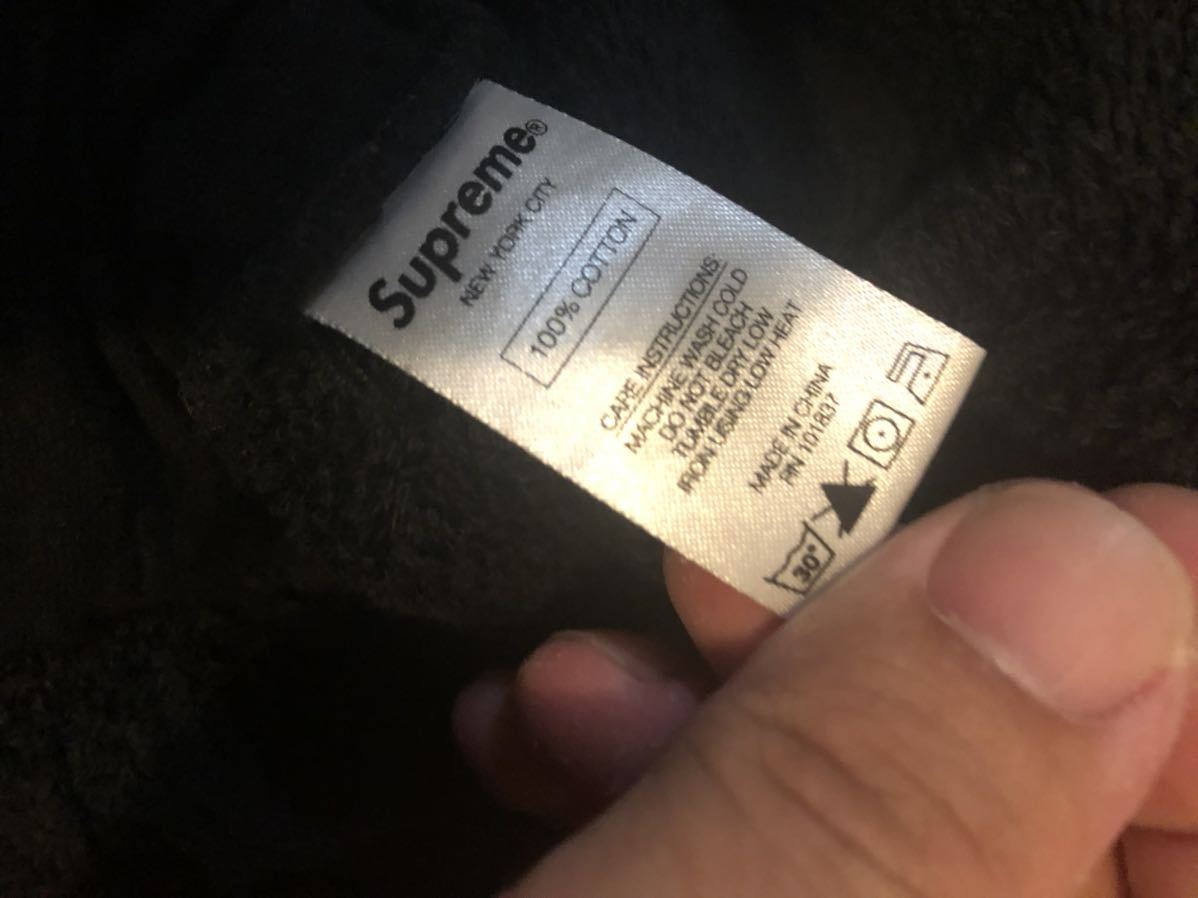 Supreme®
NEW YORK CITY
100% COTTON
CARE INSTRUCTIONS:
MACHINE WASH COLD
DO NOT BLEACH
TUMBLE DRY LOW
IRON USING LOW HEAT
MADE IN CHINA
RN 101837
30°